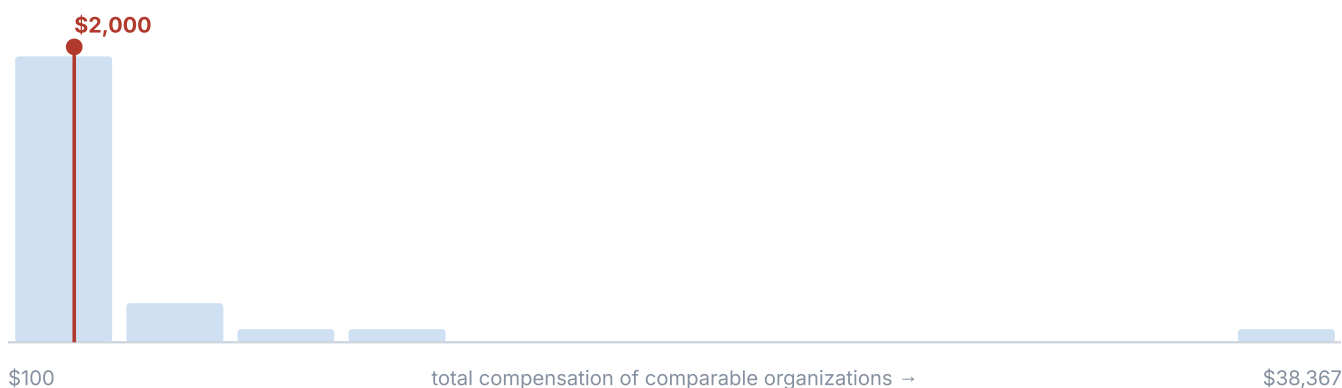 $2,000
$100 total compensation of comparable organizations → $38,367